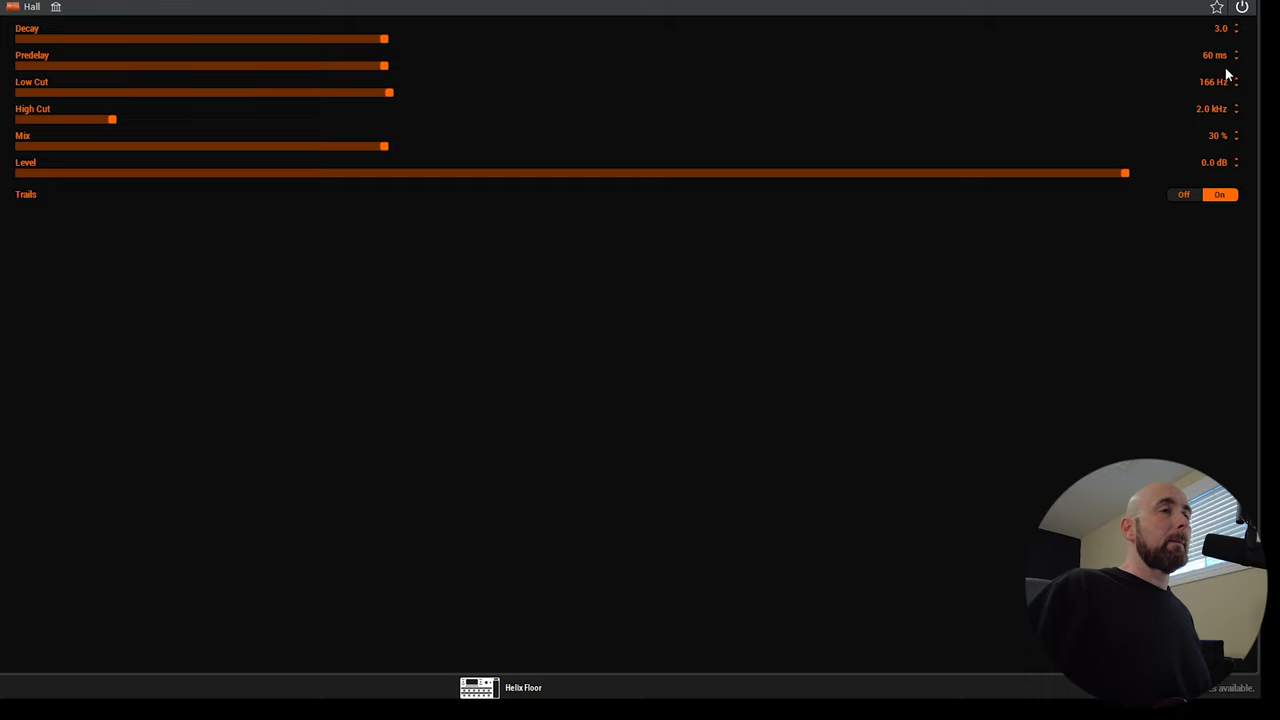 Hall
Decay 3.0
Predelay 60 ms
Low Cut 166 Hz
High Cut 2.0 kHz
Mix 30 %
Level 0.0 dB
Trails Off On
Helix Floor available.